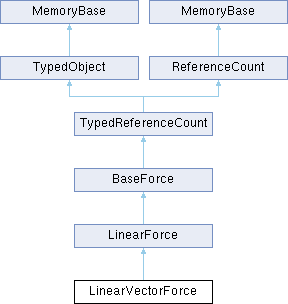 MemoryBase MemoryBase
TypedObject ReferenceCount
TypedReferenceCount
BaseForce
LinearForce
LinearVectorForce